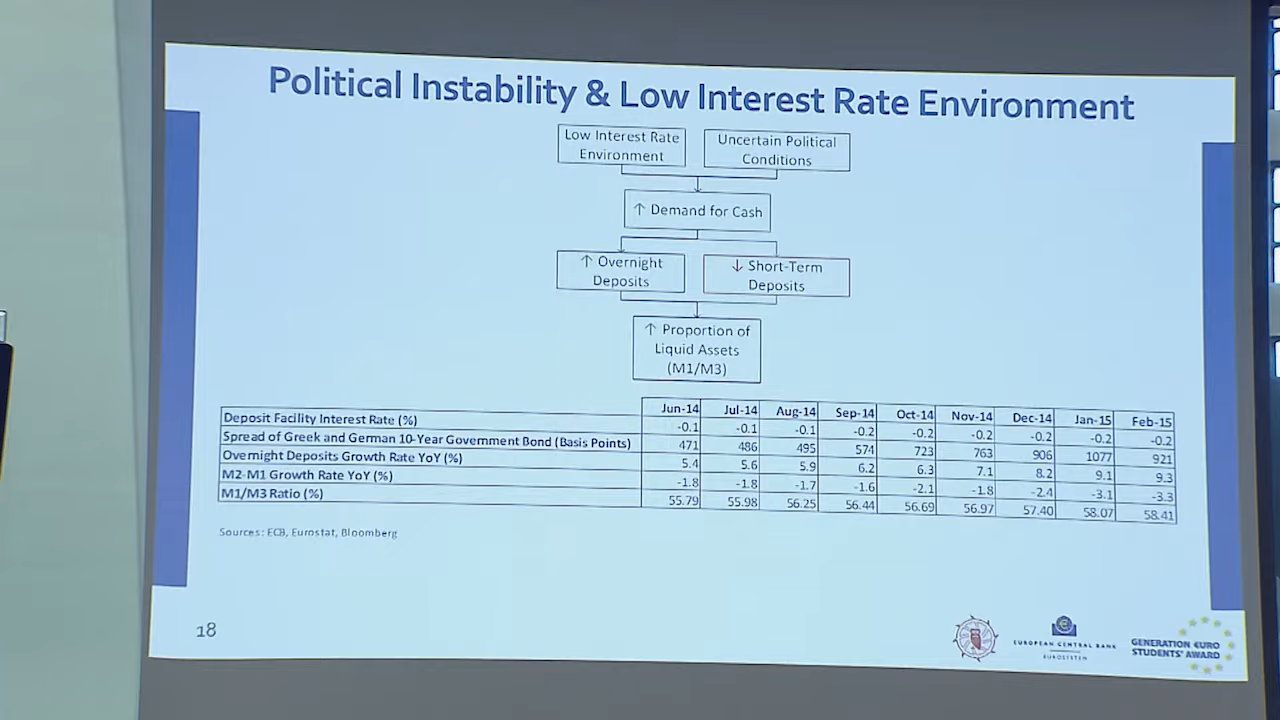 Political Instability & Low Interest Rate Environment
Low Interest Rate
Environment
Uncertain Political
Conditions
↑ Demand for Cash
↑ Overnight
Deposits
↓ Short-Term
Deposits
↑ Proportion of
Liquid Assets
(M1/M3)
Jun-14 Jul-14 Aug-14 Sep-14 Oct-14 Nov-14 Dec-14 Jan-15 Feb-15
Deposit Facility Interest Rate (%) -0.1 -0.1 -0.1 -0.2 -0.2 -0.2 -0.2 -0.2 -0.2
Spread of Greek and German 10-Year Government Bond (Basis Points) 471 486 495 574 723 763 906 1077 921
Overnight Deposits Growth Rate YoY (%) 5.4 5.6 5.9 6.2 6.3 7.1 8.2 9.1 9.3
M2-M1 Growth Rate YoY (%) -1.8 -1.8 -1.7 -1.6 -2.1 -1.8 -2.4 -3.1 -3.3
M1/M3 Ratio (%) 55.79 55.98 56.25 56.44 56.69 56.97 57.40 58.07 58.41
Sources: ECB, Eurostat, Bloomberg
18
EUROPEAN CENTRAL BANK
EUROSYSTEM
GENERATION €URO
STUDENTS' AWARD